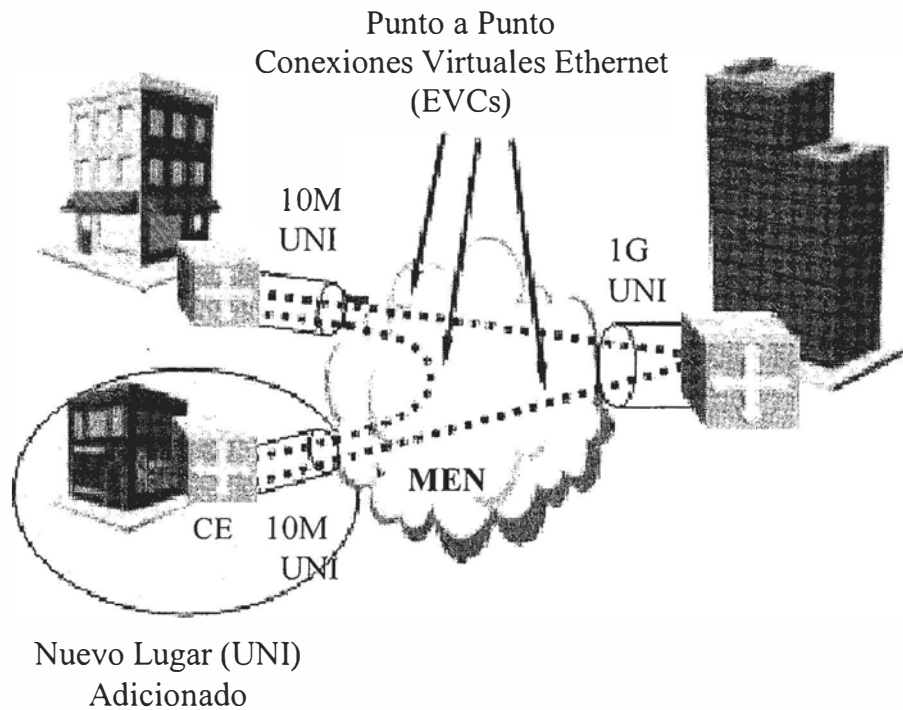 Punto a Punto
Conexiones Virtuales Ethernet
(EVCs)
10M
UNI
1G
UNI
MEN
CE
10M
UNI
Nuevo Lugar (UNI)
Adicionado